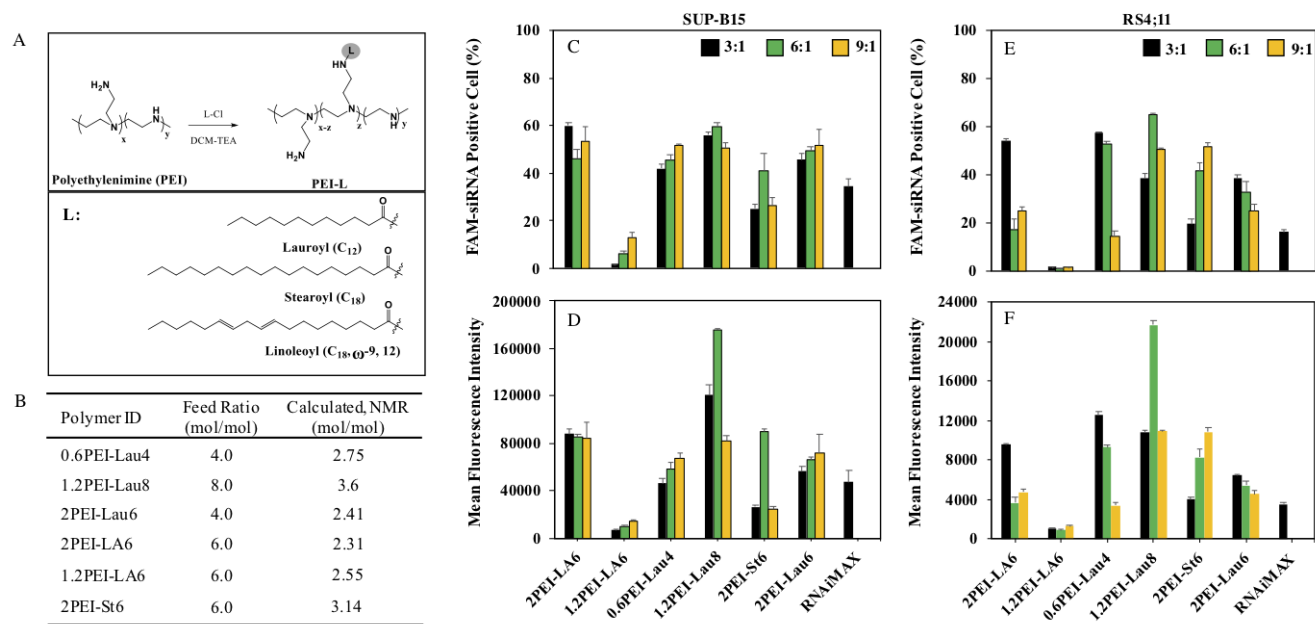 A
H₂N
N
x
H
N
y
L-Cl
DCM-TEA
L
HN
N
x-z
N
z
N
H
y
H₂N
Polyethylenimine (PEI)
PEI-L
L:
O
Lauroyl (C₁₂)
O
Stearoyl (C₁₈)
O
Linoleoyl (C₁₈, ω-9, 12)
B
Polymer ID Feed Ratio (mol/mol) Calculated, NMR (mol/mol)
0.6PEI-Lau4 4.0 2.75
1.2PEI-Lau8 8.0 3.6
2PEI-Lau6 4.0 2.41
2PEI-LA6 6.0 2.31
1.2PEI-LA6 6.0 2.55
2PEI-St6 6.0 3.14
SUP-B15
C
3:1 6:1 9:1
FAM-siRNA Positive Cell (%)
100
80
60
40
20
0
D
Mean Fluorescence Intensity
200000
160000
120000
80000
40000
0
2PEI-LA6
1.2PEI-LA6
0.6PEI-Lau4
1.2PEI-Lau8
2PEI-St6
2PEI-Lau6
RNAiMAX
RS4;11
E
3:1 6:1 9:1
FAM-siRNA Positive Cell (%)
100
80
60
40
20
0
F
Mean Fluorescence Intensity
24000
20000
16000
12000
8000
4000
0
2PEI-LA6
1.2PEI-LA6
0.6PEI-Lau4
1.2PEI-Lau8
2PEI-St6
2PEI-Lau6
RNAiMAX